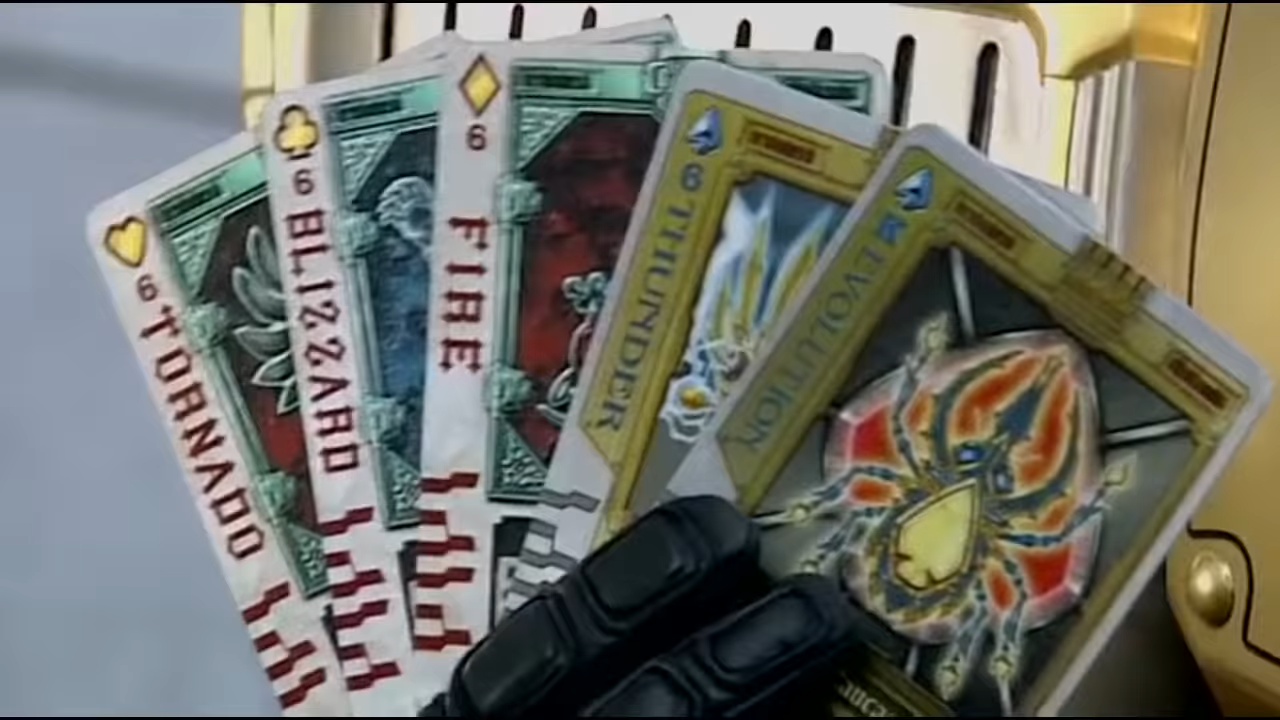 6 TORNADO
6 BLIZZARD
6 FIRE
6 THUNDER
K EVOLUTION